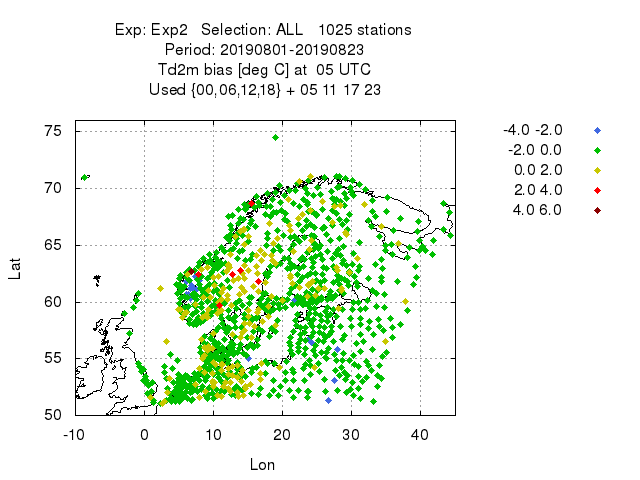 Exp: Exp2 Selection: ALL 1025 stations
Period: 20190801-20190823
Td2m bias [deg C] at 05 UTC
Used {00,06,12,18} + 05 11 17 23
75
70
65
60
55
50
-10 0 10 20 30 40
Lat
Lon
-4.0 -2.0
-2.0 0.0
0.0 2.0
2.0 4.0
4.0 6.0